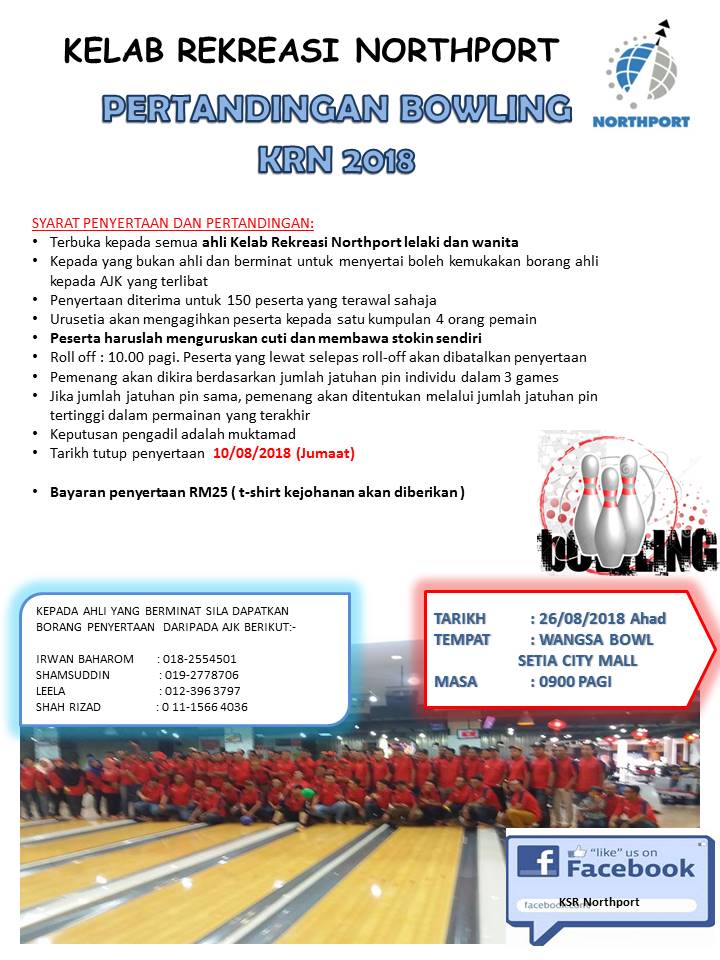 KELAB REKREASI NORTHPORT
PERTANDINGAN BOWLING
KRN 2018
NORTHPORT
SYARAT PENYERTAAN DAN PERTANDINGAN:
• Terbuka kepada semua ahli Kelab Rekreasi Northport lelaki dan wanita
• Kepada yang bukan ahli dan berminat untuk menyertai boleh kemukakan borang ahli
kepada AJK yang terlibat
• Penyertaan diterima untuk 150 peserta yang terawal sahaja
• Urusetia akan mengagihkan peserta kepada satu kumpulan 4 orang pemain
• Peserta haruslah menguruskan cuti dan membawa stokin sendiri
• Roll off : 10.00 pagi. Peserta yang lewat selepas roll-off akan dibatalkan penyertaan
• Pemenang akan dikira berdasarkan jumlah jatuhan pin individu dalam 3 games
• Jika jumlah jatuhan pin sama, pemenang akan ditentukan melalui jumlah jatuhan pin
tertinggi dalam permainan yang terakhir
• Keputusan pengadil adalah muktamad
• Tarikh tutup penyertaan 10/08/2018 (Jumaat)
• Bayaran penyertaan RM25 ( t-shirt kejohanan akan diberikan )
bowling
KEPADA AHLI YANG BERMINAT SILA DAPATKAN
BORANG PENYERTAAN DARIPADA AJK BERIKUT:-
IRWAN BAHAROM : 018-2554501
SHAMSUDDIN : 019-2778706
LEELA : 012-396 3797
SHAH RIZAD : 0 11-1566 4036
TARIKH : 26/08/2018 Ahad
TEMPAT : WANGSA BOWL
SETIA CITY MALL
MASA : 0900 PAGI
"like" us on
Facebook
facebook.com/
KSR Northport